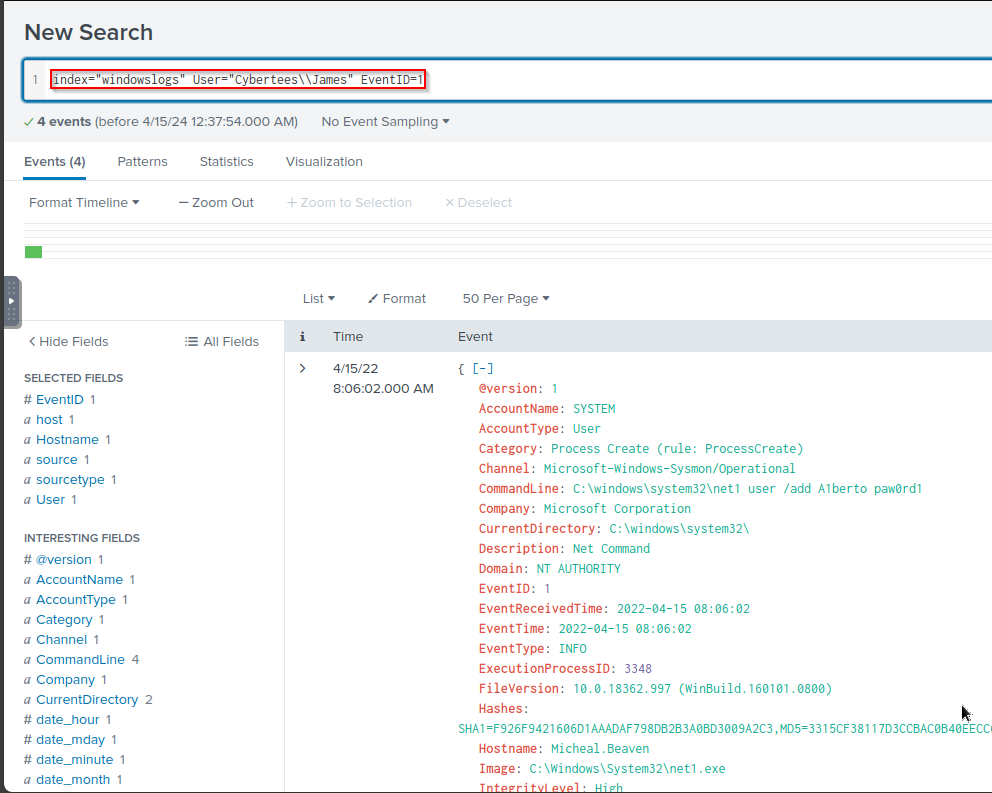 New Search
1 index="windowslogs" User="Cybertees\\James" EventID=1
✓ 4 events (before 4/15/24 12:37:54.000 AM) No Event Sampling ▾
Events (4) Patterns Statistics Visualization
Format Timeline ▾ — Zoom Out + Zoom to Selection × Deselect
List ▾ Format 50 Per Page ▾
< Hide Fields All Fields
SELECTED FIELDS
# EventID 1
a host 1
a Hostname 1
a source 1
a sourcetype 1
a User 1
INTERESTING FIELDS
# @version 1
a AccountName 1
a AccountType 1
a Category 1
a Channel 1
a CommandLine 4
a Company 1
a CurrentDirectory 2
# date_hour 1
# date_mday 1
# date_minute 1
a date_month 1
i Time Event
> 4/15/22
8:06:02.000 AM
{ [-]
@version: 1
AccountName: SYSTEM
AccountType: User
Category: Process Create (rule: ProcessCreate)
Channel: Microsoft-Windows-Sysmon/Operational
CommandLine: C:\windows\system32\net1 user /add A1berto paw0rd1
Company: Microsoft Corporation
CurrentDirectory: C:\windows\system32\
Description: Net Command
Domain: NT AUTHORITY
EventID: 1
EventReceivedTime: 2022-04-15 08:06:02
EventTime: 2022-04-15 08:06:02
EventType: INFO
ExecutionProcessID: 3348
FileVersion: 10.0.18362.997 (WinBuild.160101.0800)
Hashes:
SHA1=F926F9421606D1AAADAF798DB2B3A0BD3009A2C3,MD5=3315CF38117D3CCBAC0B40EECC
Hostname: Micheal.Beaven
Image: C:\Windows\System32\net1.exe
IntegrityLevel: High